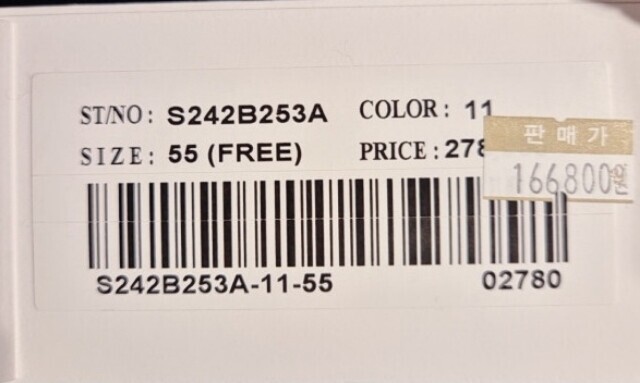 ST/NO : S242B253A COLOR : 11
SIZE : 55 (FREE) PRICE : 278
판매가
166800원
S242B253A-11-55 02780